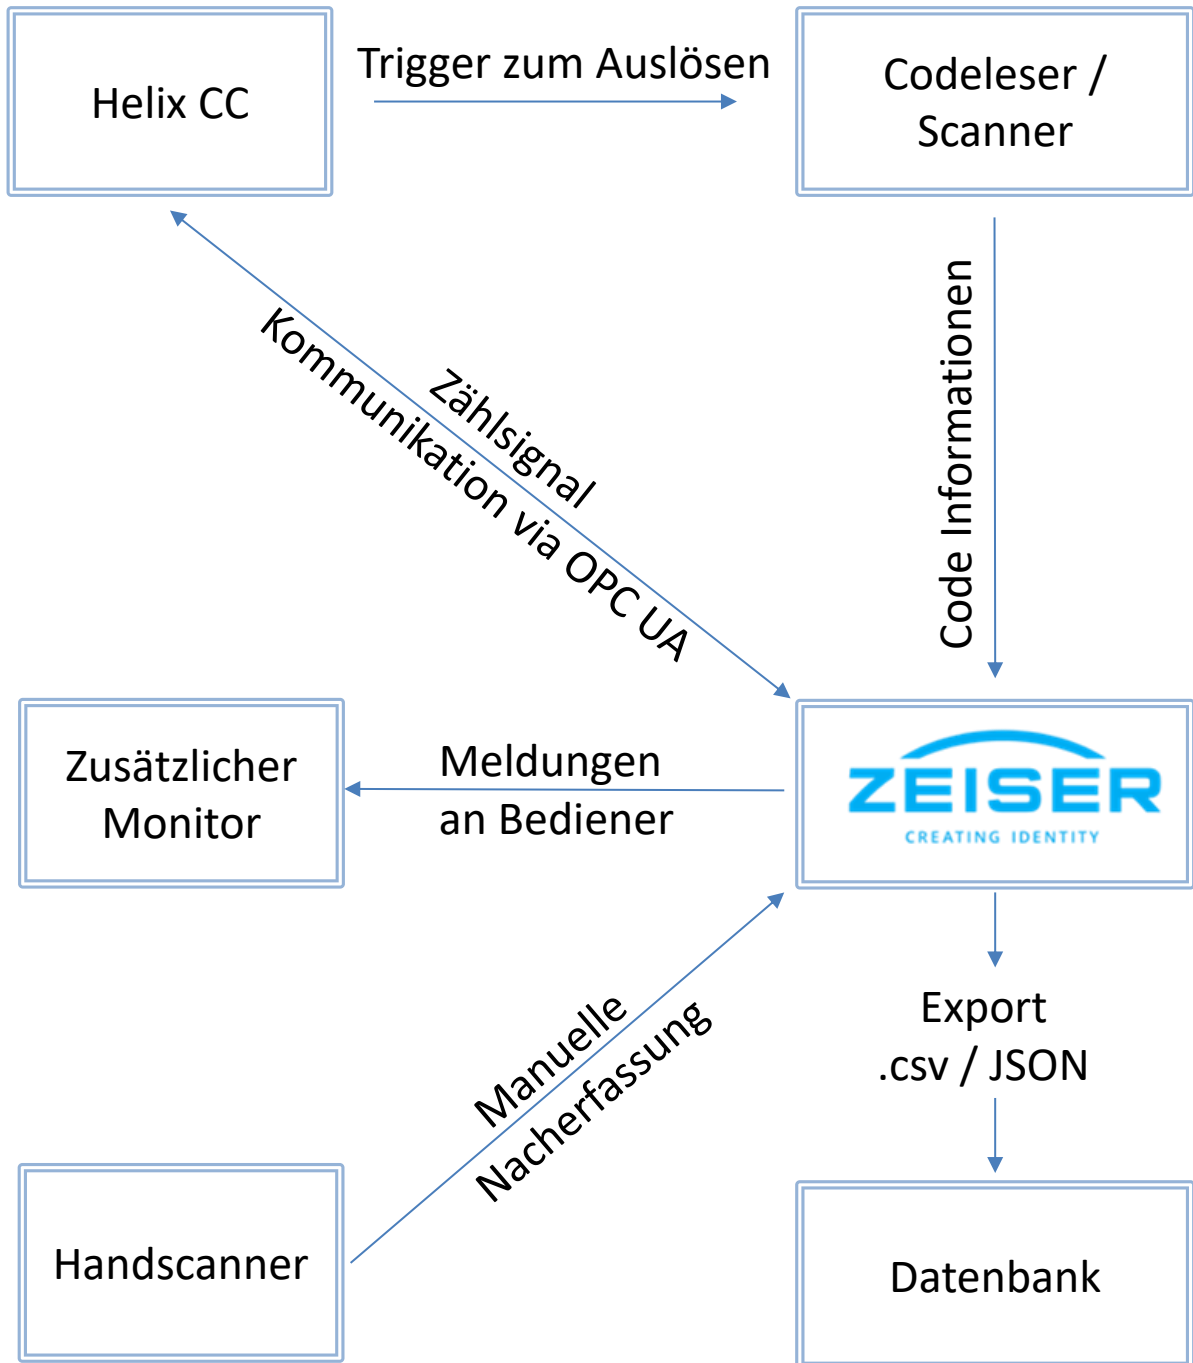 Helix CC
Trigger zum Auslösen
Codeleser /
Scanner
Zählsignal
Kommunikation via OPC UA
Code Informationen
Zusätzlicher
Monitor
Meldungen
an Bediener
ZEISER
CREATING IDENTITY
Manuelle
Nacherfassung
Export
.csv / JSON
Handscanner
Datenbank